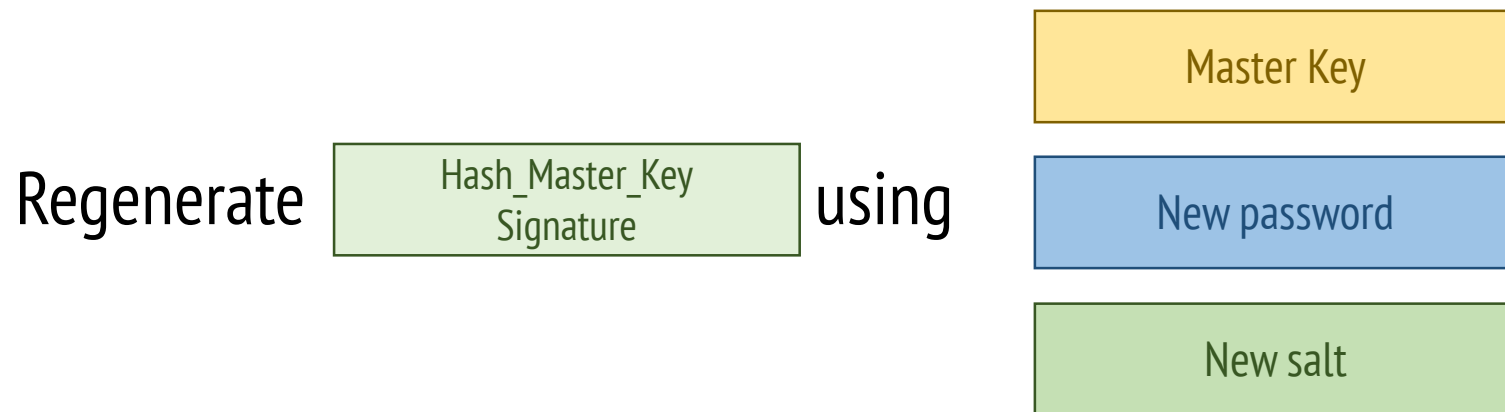 Master Key
Regenerate
Hash_Master_Key
Signature
using
New password
New salt